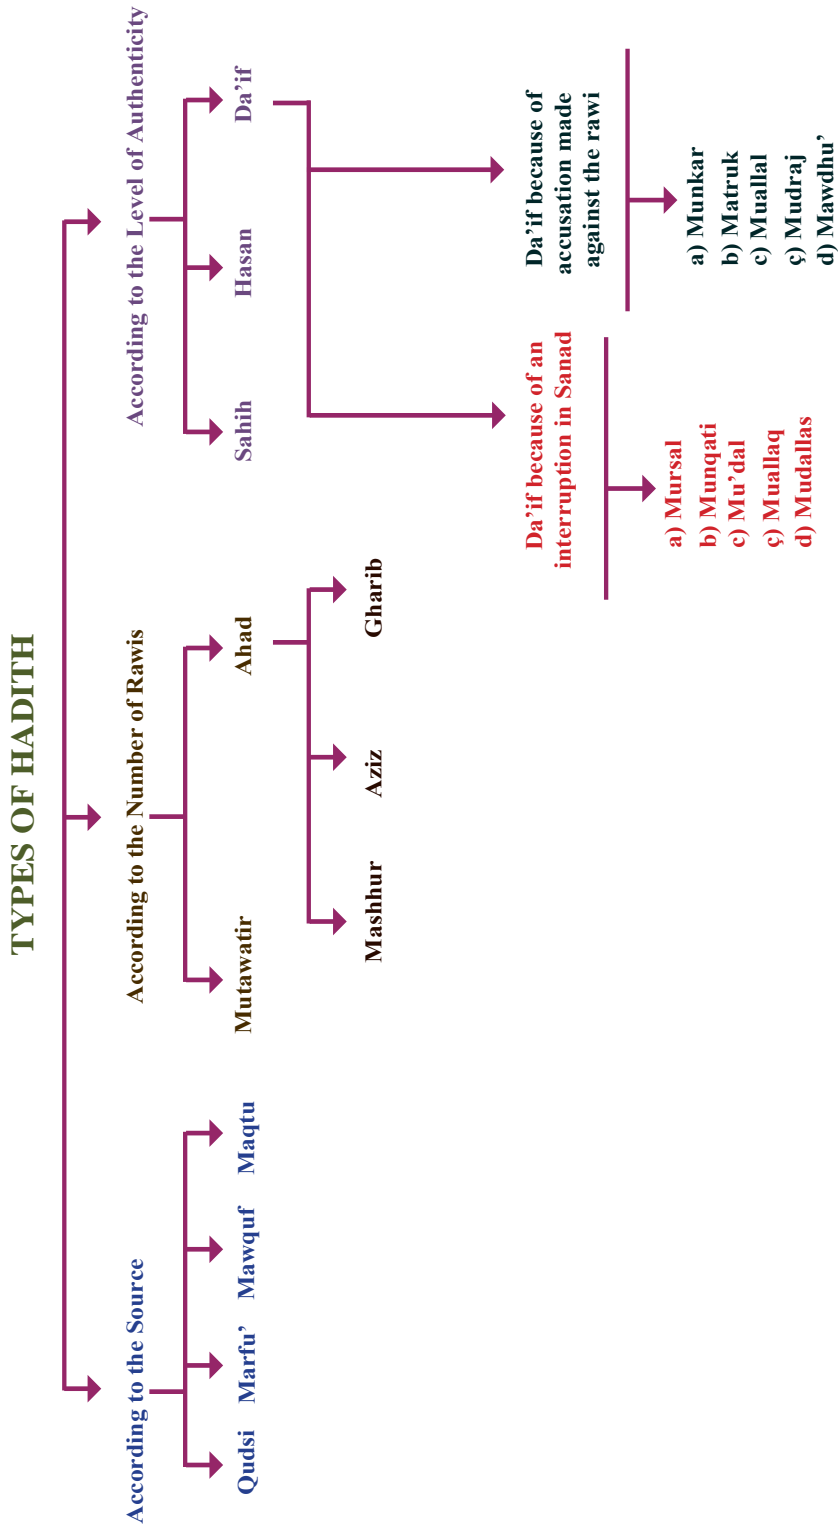 TYPES OF HADITH
According to the Source
Qudsi
Marfu’
Mawquf
Maqtu
According to the Number of Rawis
Mutawatir
Ahad
Mashhur
Aziz
Gharib
According to the Level of Authenticity
Sahih
Hasan
Da’if
Da’if because of an
interruption in Sanad
a) Mursal
b) Munqati
c) Mu’dal
ç) Muallaq
d) Mudallas
Da’if because of
accusation made
against the rawi
a) Munkar
b) Matruk
c) Muallal
ç) Mudraj
d) Mawdhu’